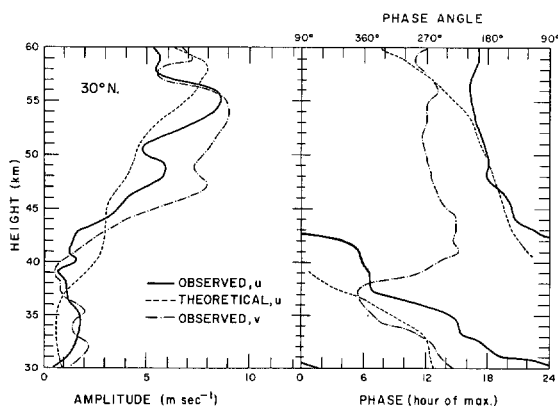 PHASE ANGLE
90° 360° 270° 180° 90°
60
55
50
45
40
35
30
HEIGHT (km)
30°N.
OBSERVED, u
THEORETICAL, u
OBSERVED, v
0 5 10 0 6 12 18 24
AMPLITUDE (m sec⁻¹) PHASE (hour of max.)